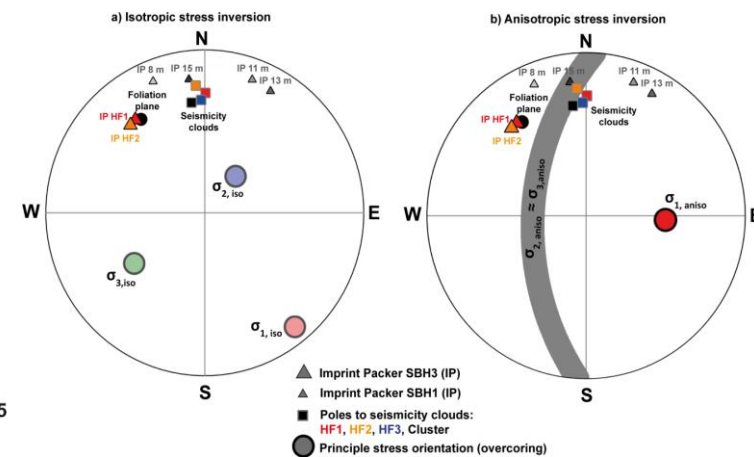 a) Isotropic stress inversion
N
IP 8 m
IP 15 m
IP 11 m
IP 13 m
Foliation
plane
IP HF1
IP HF2
Seismicity
clouds
σ2, iso
W
E
σ3,iso
σ1, iso
S
b) Anisotropic stress inversion
N
IP 8 m
IP 15 m
IP 11 m
IP 13 m
Foliation
plane
IP HF1
IP HF2
Seismicity
clouds
σ2, aniso = σ3,aniso
σ1, aniso
W
E
S
5
Imprint Packer SBH3 (IP)
Imprint Packer SBH1 (IP)
Poles to seismicity clouds:
HF1, HF2, HF3, Cluster
Principle stress orientation (overcoring)